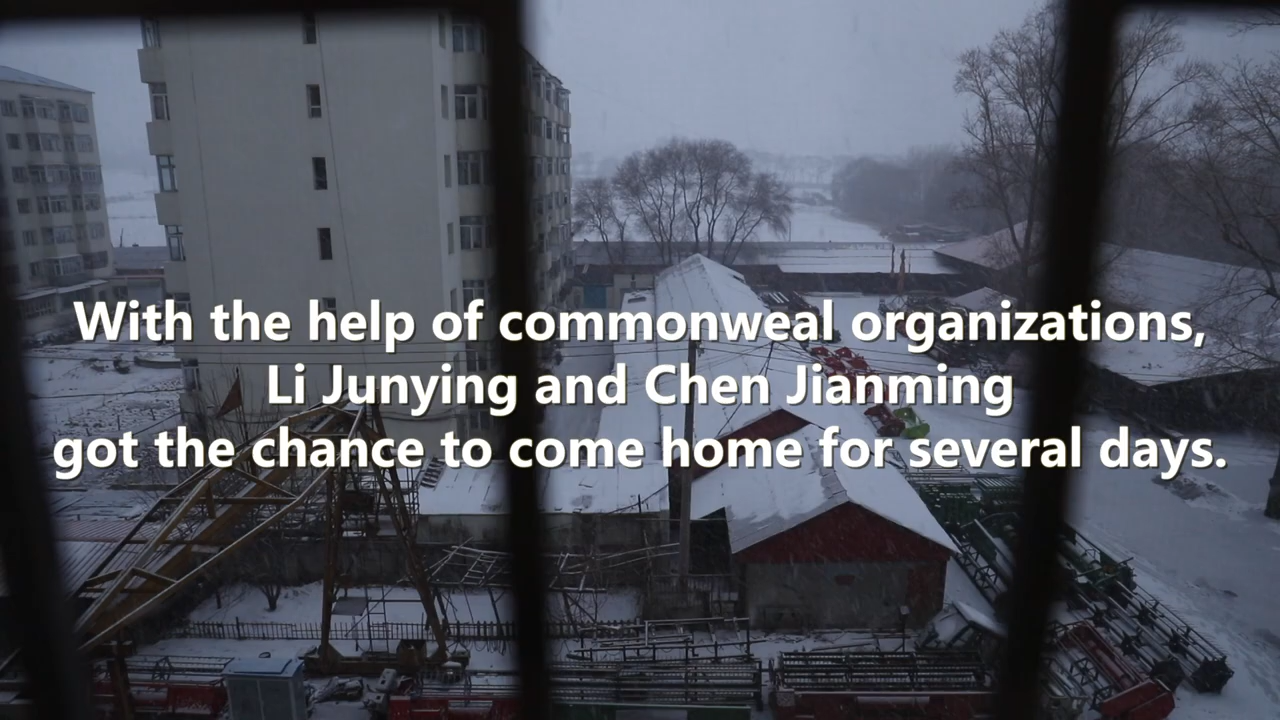 With the help of commonweal organizations,
Li Junying and Chen Jianming
got the chance to come home for several days.